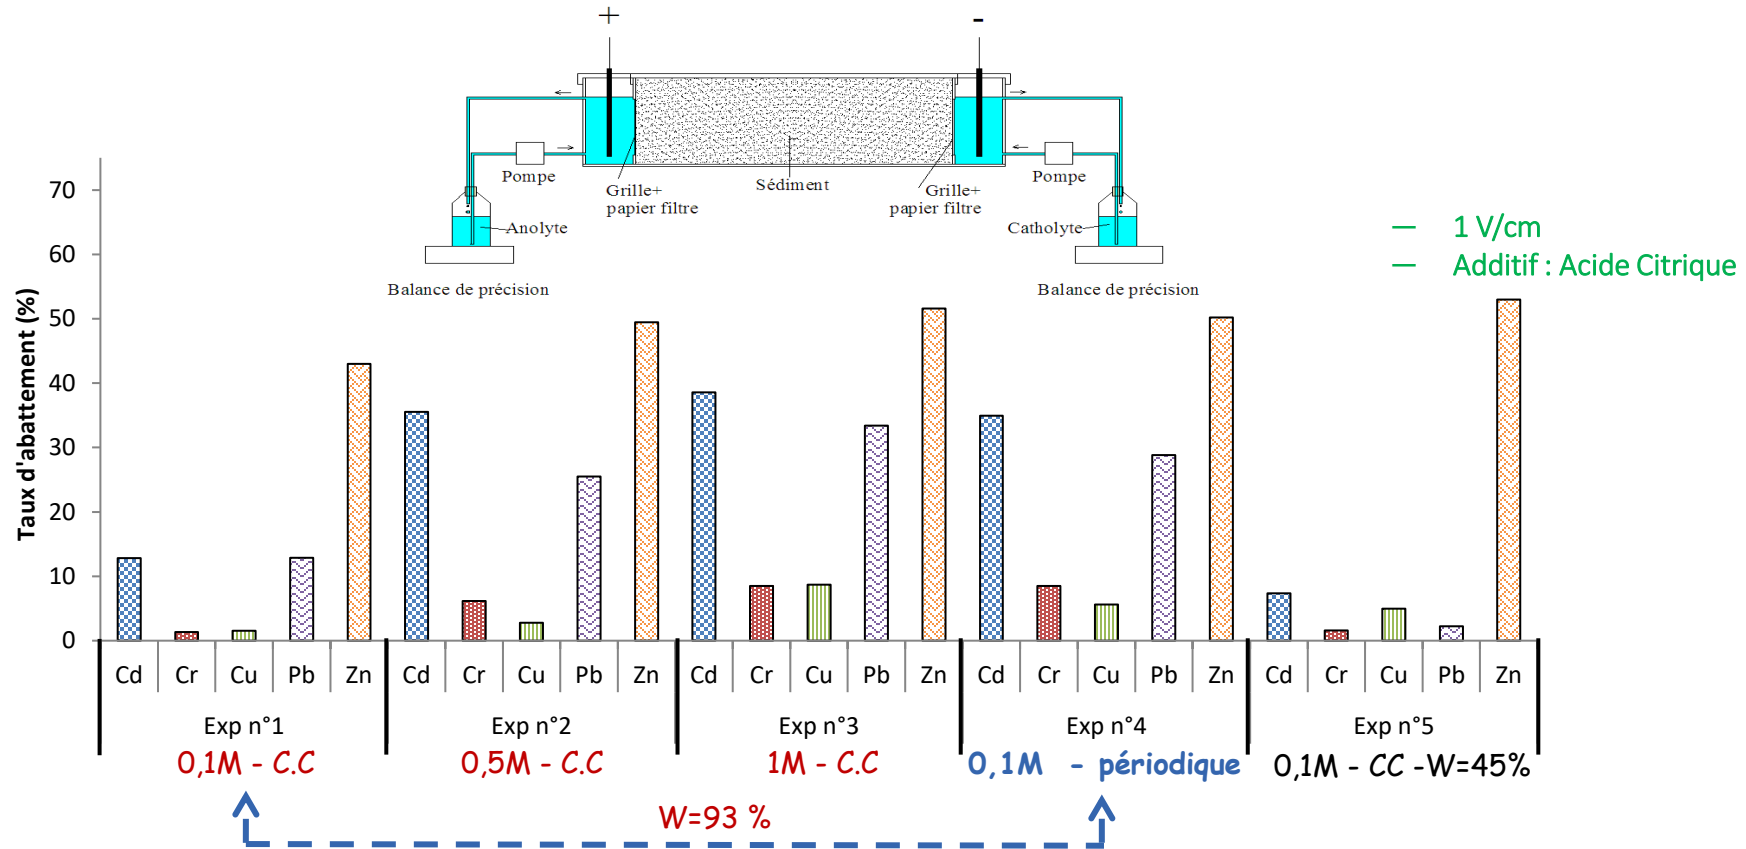 +
-
Pompe
Grille+
papier filtre
Sédiment
Grille+
papier filtre
Pompe
Anolyte
Catholyte
Balance de précision
Balance de précision
— 1 V/cm
— Additif : Acide Citrique
Taux d'abattement (%)
70
60
50
40
30
20
10
0
Cd Cr Cu Pb Zn Cd Cr Cu Pb Zn Cd Cr Cu Pb Zn Cd Cr Cu Pb Zn Cd Cr Cu Pb Zn
Exp n°1 Exp n°2 Exp n°3 Exp n°4 Exp n°5
0,1M - C.C 0,5M - C.C 1M - C.C 0,1M - périodique 0,1M - CC -W=45%
W=93 %